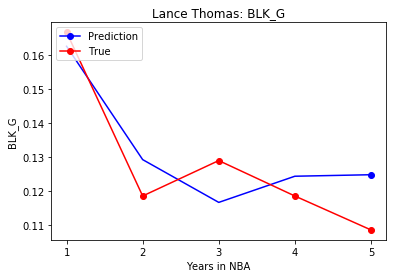 Lance Thomas: BLK_G
Prediction
True
BLK_G
0.16
0.15
0.14
0.13
0.12
0.11
1 2 3 4 5
Years in NBA